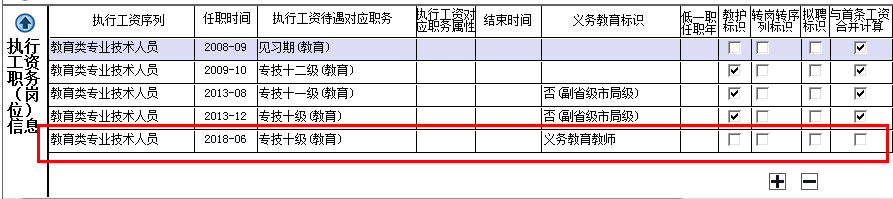 执行工资职务（岗位）信息
执行工资序列 任职时间 执行工资待遇对应职务 执行工资对应职务属性 结束时间 义务教育标识 低一职任职年 教护标识 转岗转序列标识 拟聘标识 与首条工资合并计算
教育类专业技术人员 2008-09 见习期(教育)
教育类专业技术人员 2009-10 专技十二级(教育)
教育类专业技术人员 2013-08 专技十一级(教育) 否(副省级市局级)
教育类专业技术人员 2013-12 专技十级(教育) 否(副省级市局级)
教育类专业技术人员 2018-06 专技十级(教育) 义务教育教师